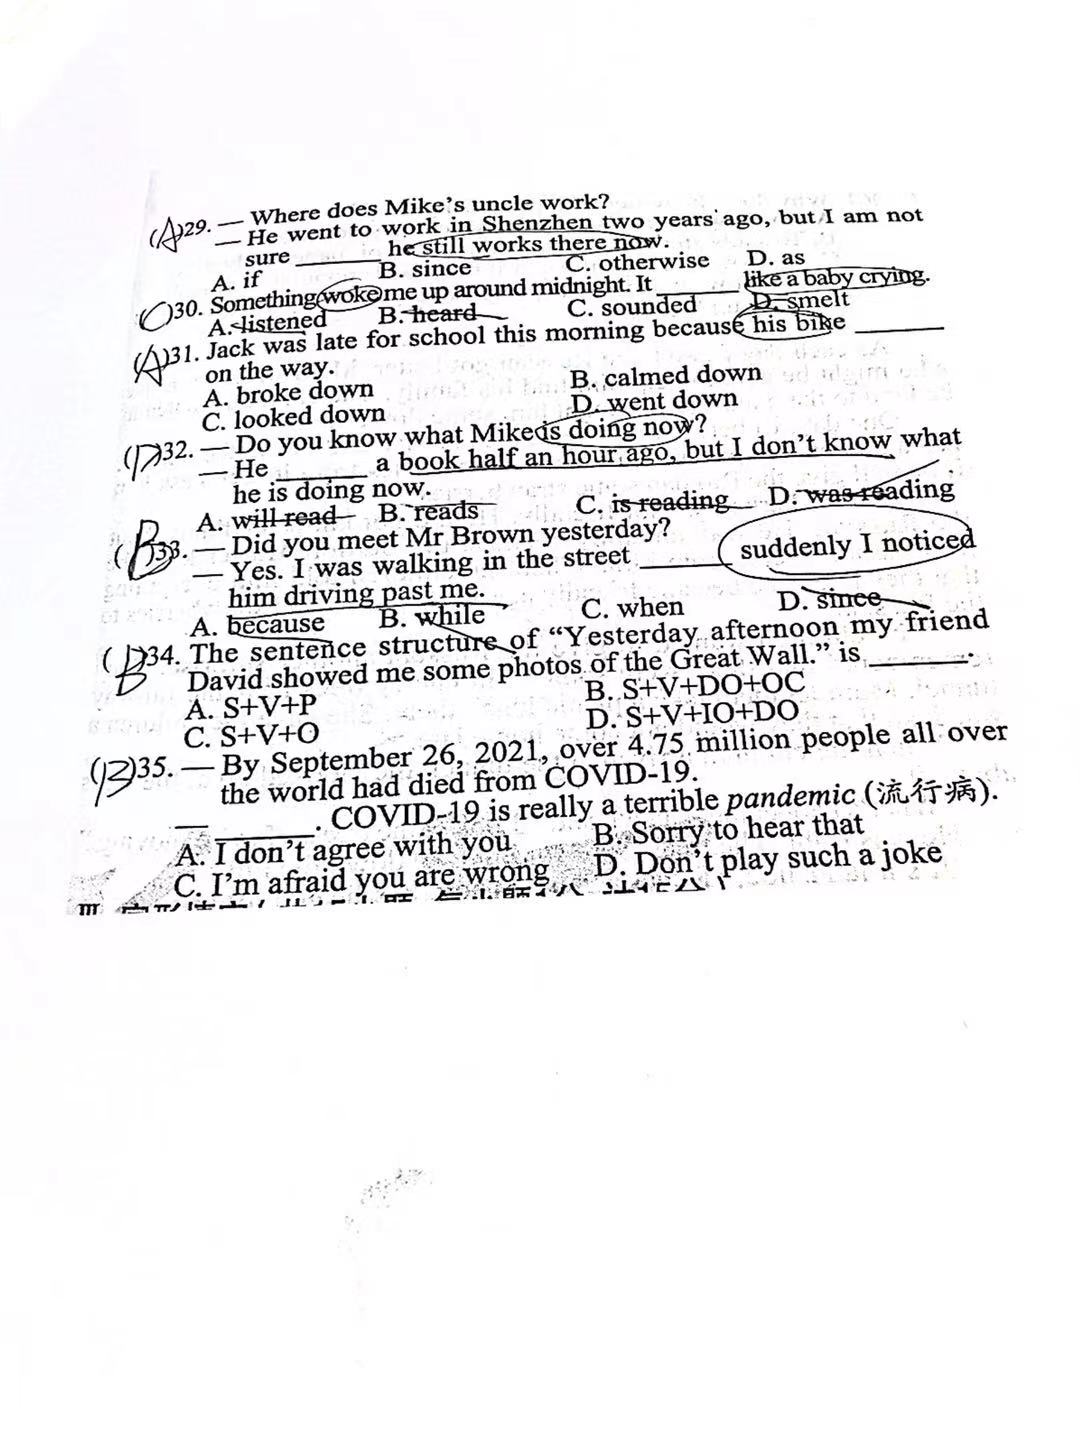 (A)29. — Where does Mike's uncle work?
— He went to work in Shenzhen two years ago, but I am not
sure ______ he still works there now.
A. if B. since C. otherwise D. as
(C)30. Something woke me up around midnight. It ______ like a baby crying.
A. listened B. heard C. sounded D. smelt
(A)31. Jack was late for school this morning because his bike ______
on the way.
A. broke down B. calmed down
C. looked down D. went down
(D)32. — Do you know what Mike is doing now?
— He ______ a book half an hour ago, but I don't know what
he is doing now.
A. will read B. reads C. is reading D. was reading
(B)33. — Did you meet Mr Brown yesterday?
— Yes. I was walking in the street ______ suddenly I noticed
him driving past me.
A. because B. while C. when D. since
( )34. The sentence structure of “Yesterday afternoon my friend
David showed me some photos of the Great Wall.” is ______.
A. S+V+P B. S+V+DO+OC
C. S+V+O D. S+V+IO+DO
(B)35. — By September 26, 2021, over 4.75 million people all over
the world had died from COVID-19.
— ______. COVID-19 is really a terrible pandemic (流行病).
A. I don't agree with you B. Sorry to hear that
C. I'm afraid you are wrong D. Don't play such a joke